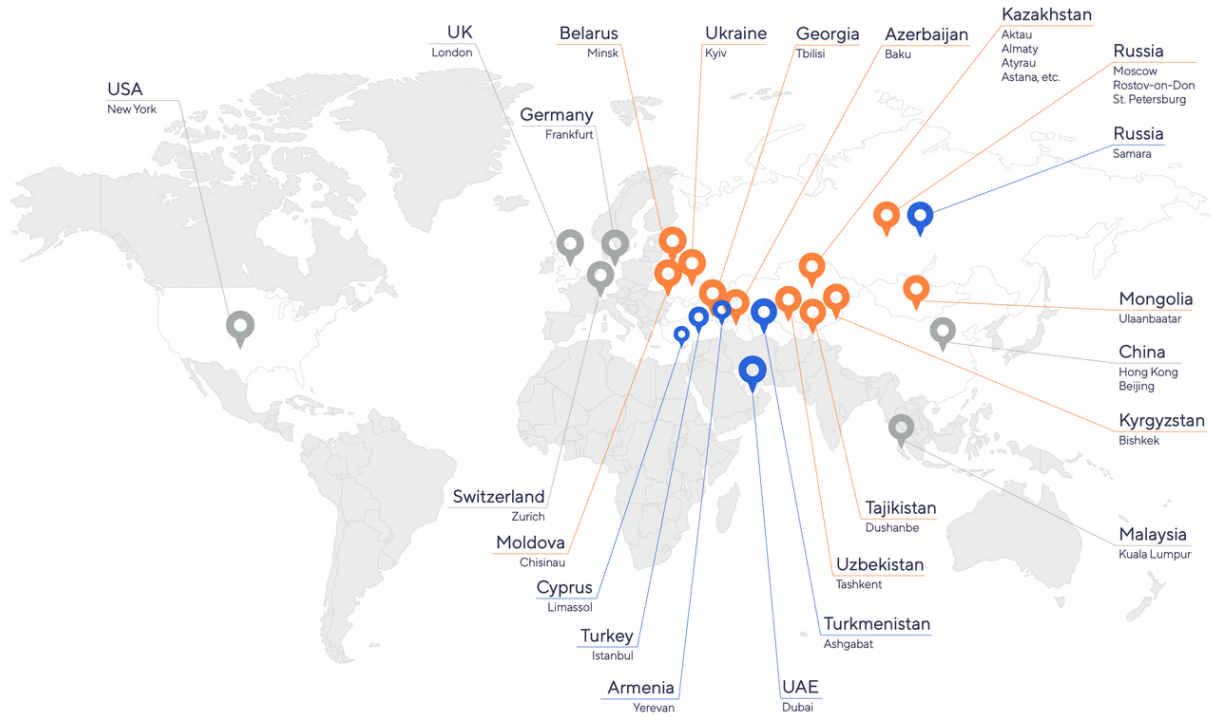 Kazakhstan
Aktau
Almaty
Atyrau
Astana, etc.
UK
London
Belarus
Minsk
Ukraine
Kyiv
Georgia
Tbilisi
Azerbaijan
Baku
Russia
Moscow
Rostov-on-Don
St. Petersburg
USA
New York
Germany
Frankfurt
Russia
Samara
Mongolia
Ulaanbaatar
China
Hong Kong
Beijing
Kyrgyzstan
Bishkek
Switzerland
Zurich
Tajikistan
Dushanbe
Malaysia
Kuala Lumpur
Moldova
Chisinau
Uzbekistan
Tashkent
Cyprus
Limassol
Turkmenistan
Ashgabat
Turkey
Istanbul
Armenia
Yerevan
UAE
Dubai